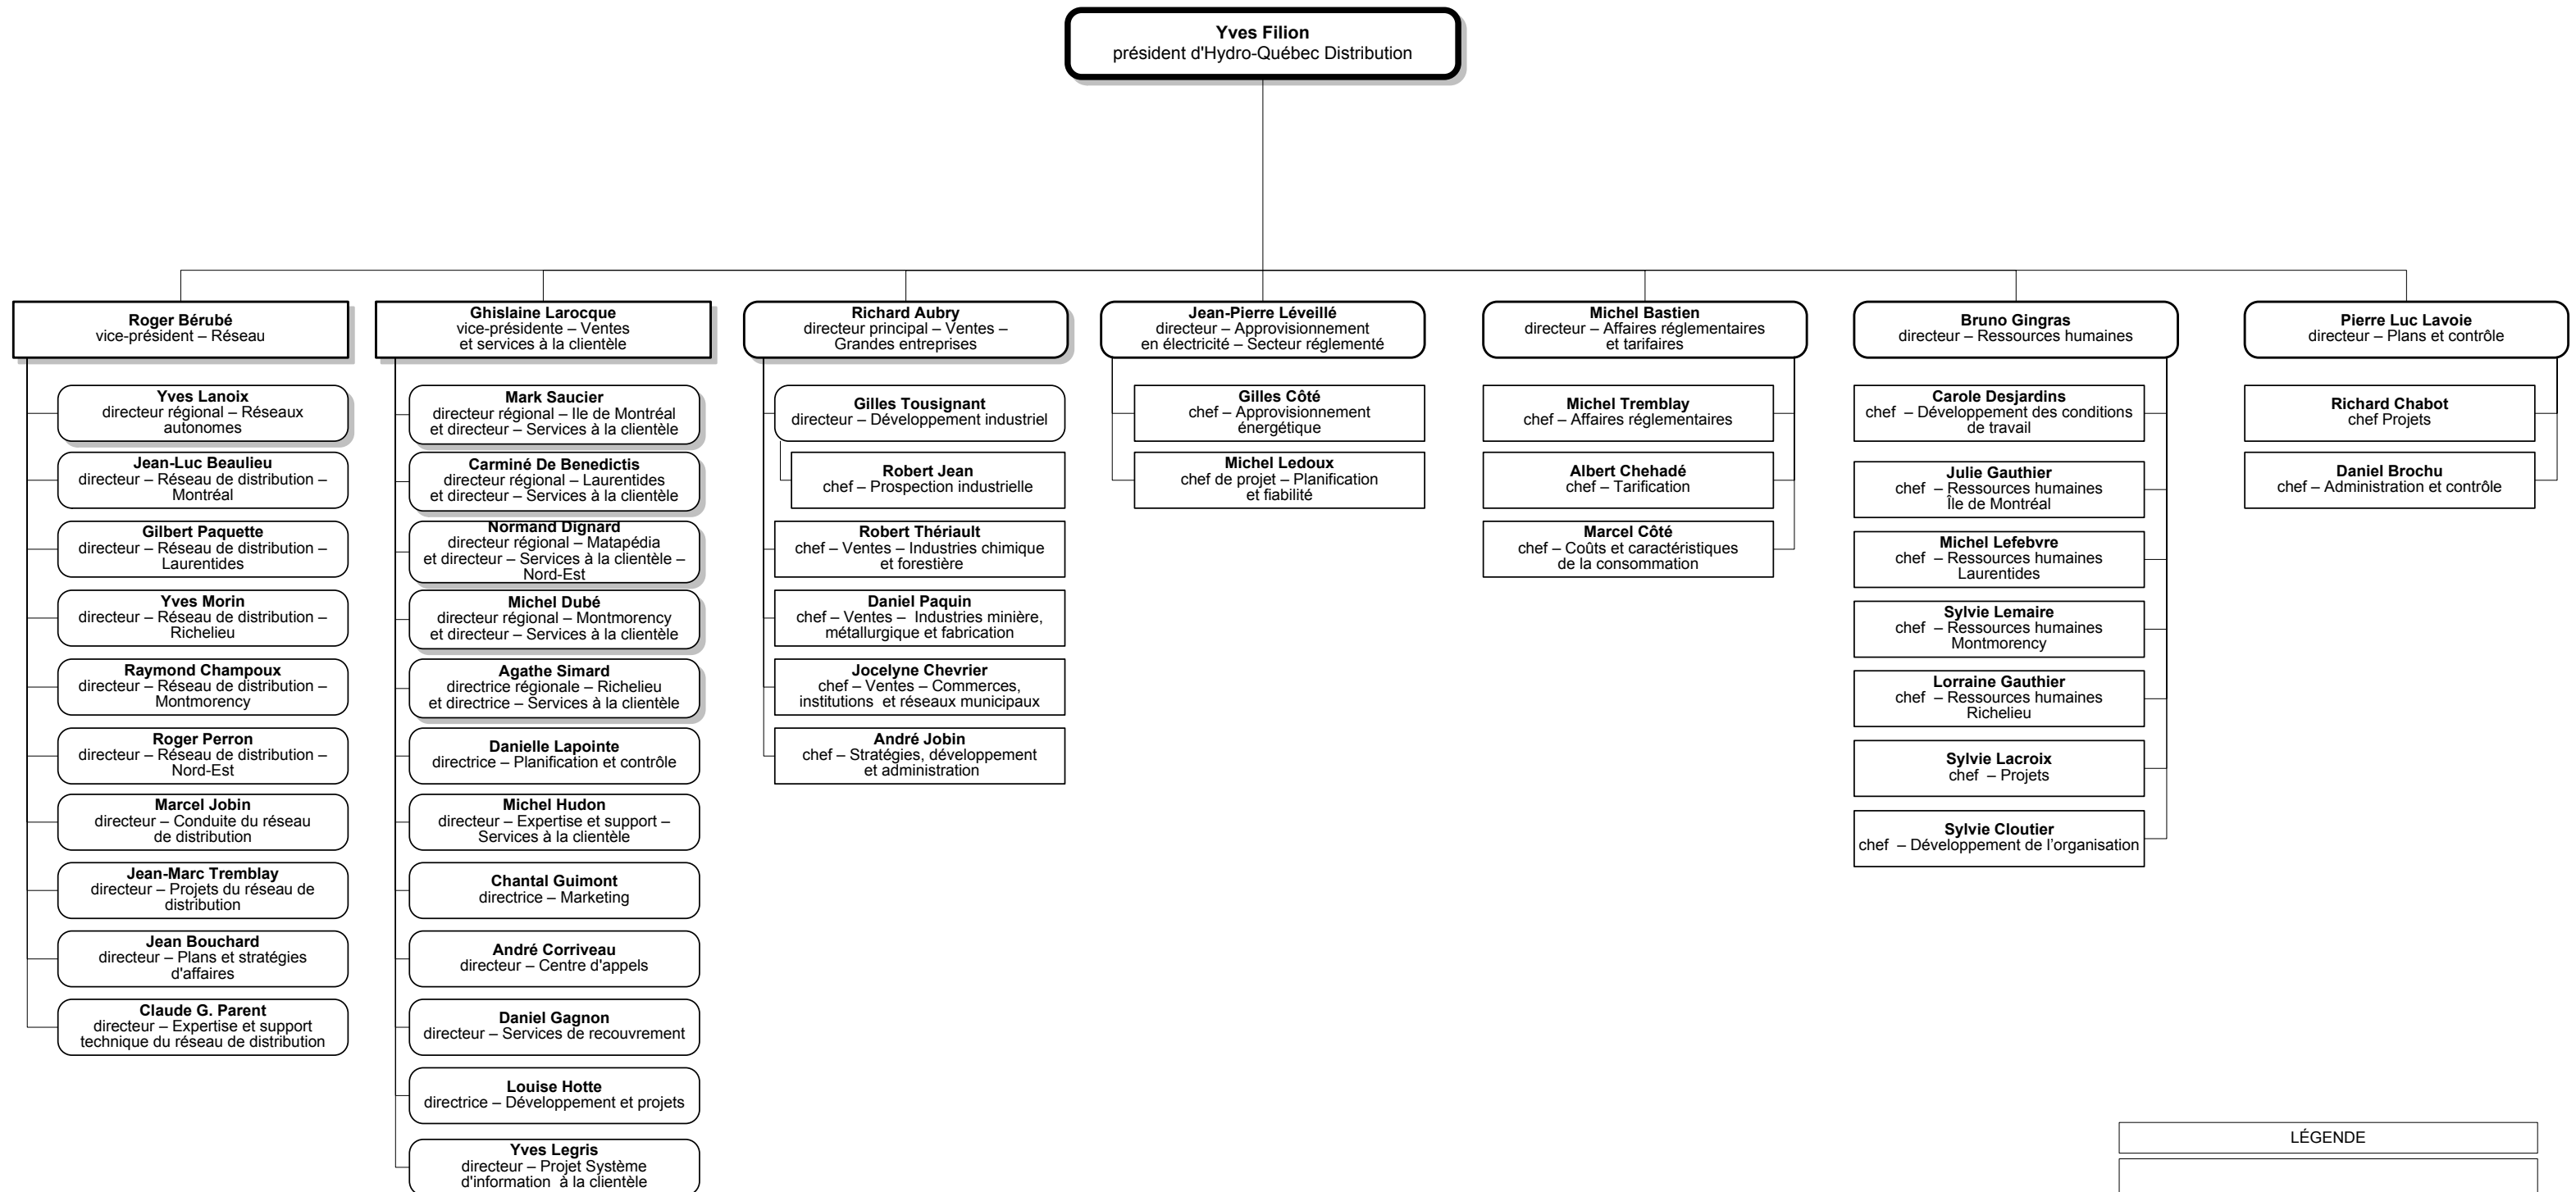 Yves Filion
président d'Hydro-Québec Distribution
Roger Bérubé
vice-président – Réseau
Yves Lanoix
directeur régional – Réseaux
autonomes
Jean-Luc Beaulieu
directeur – Réseau de distribution –
Montréal
Gilbert Paquette
directeur – Réseau de distribution –
Laurentides
Yves Morin
directeur – Réseau de distribution –
Richelieu
Raymond Champoux
directeur – Réseau de distribution –
Montmorency
Roger Perron
directeur – Réseau de distribution –
Nord-Est
Marcel Jobin
directeur – Conduite du réseau
de distribution
Jean-Marc Tremblay
directeur – Projets du réseau de
distribution
Jean Bouchard
directeur – Plans et stratégies
d'affaires
Claude G. Parent
directeur – Expertise et support
technique du réseau de distribution
Ghislaine Larocque
vice-présidente – Ventes
et services à la clientèle
Mark Saucier
directeur régional – Ile de Montréal
et directeur – Services à la clientèle
Carminé De Benedictis
directeur régional – Laurentides
et directeur – Services à la clientèle
Normand Dignard
directeur régional – Matapédia
et directeur – Services à la clientèle –
Nord-Est
Michel Dubé
directeur régional – Montmorency
et directeur – Services à la clientèle
Agathe Simard
directrice régionale – Richelieu
et directrice – Services à la clientèle
Danielle Lapointe
directrice – Planification et contrôle
Michel Hudon
directeur – Expertise et support –
Services à la clientèle
Chantal Guimont
directrice – Marketing
André Corriveau
directeur – Centre d'appels
Daniel Gagnon
directeur – Services de recouvrement
Louise Hotte
directrice – Développement et projets
Yves Legris
directeur – Projet Système
d'information à la clientèle
Richard Aubry
directeur principal – Ventes –
Grandes entreprises
Gilles Tousignant
directeur – Développement industriel
Robert Jean
chef – Prospection industrielle
Robert Thériault
chef – Ventes – Industries chimique
et forestière
Daniel Paquin
chef – Ventes – Industries minière,
métallurgique et fabrication
Jocelyne Chevrier
chef – Ventes – Commerces,
institutions et réseaux municipaux
André Jobin
chef – Stratégies, développement
et administration
Jean-Pierre Léveillé
directeur – Approvisionnement
en électricité – Secteur réglementé
Gilles Côté
chef – Approvisionnement
énergétique
Michel Ledoux
chef de projet – Planification
et fiabilité
Michel Bastien
directeur – Affaires réglementaires
et tarifaires
Michel Tremblay
chef – Affaires réglementaires
Albert Chehadé
chef – Tarification
Marcel Côté
chef – Coûts et caractéristiques
de la consommation
Bruno Gingras
directeur – Ressources humaines
Carole Desjardins
chef – Développement des conditions
de travail
Julie Gauthier
chef – Ressources humaines
Île de Montréal
Michel Lefebvre
chef – Ressources humaines
Laurentides
Sylvie Lemaire
chef – Ressources humaines
Montmorency
Lorraine Gauthier
chef – Ressources humaines
Richelieu
Sylvie Lacroix
chef – Projets
Sylvie Cloutier
chef – Développement de l'organisation
Pierre Luc Lavoie
directeur – Plans et contrôle
Richard Chabot
chef Projets
Daniel Brochu
chef – Administration et contrôle
LÉGENDE